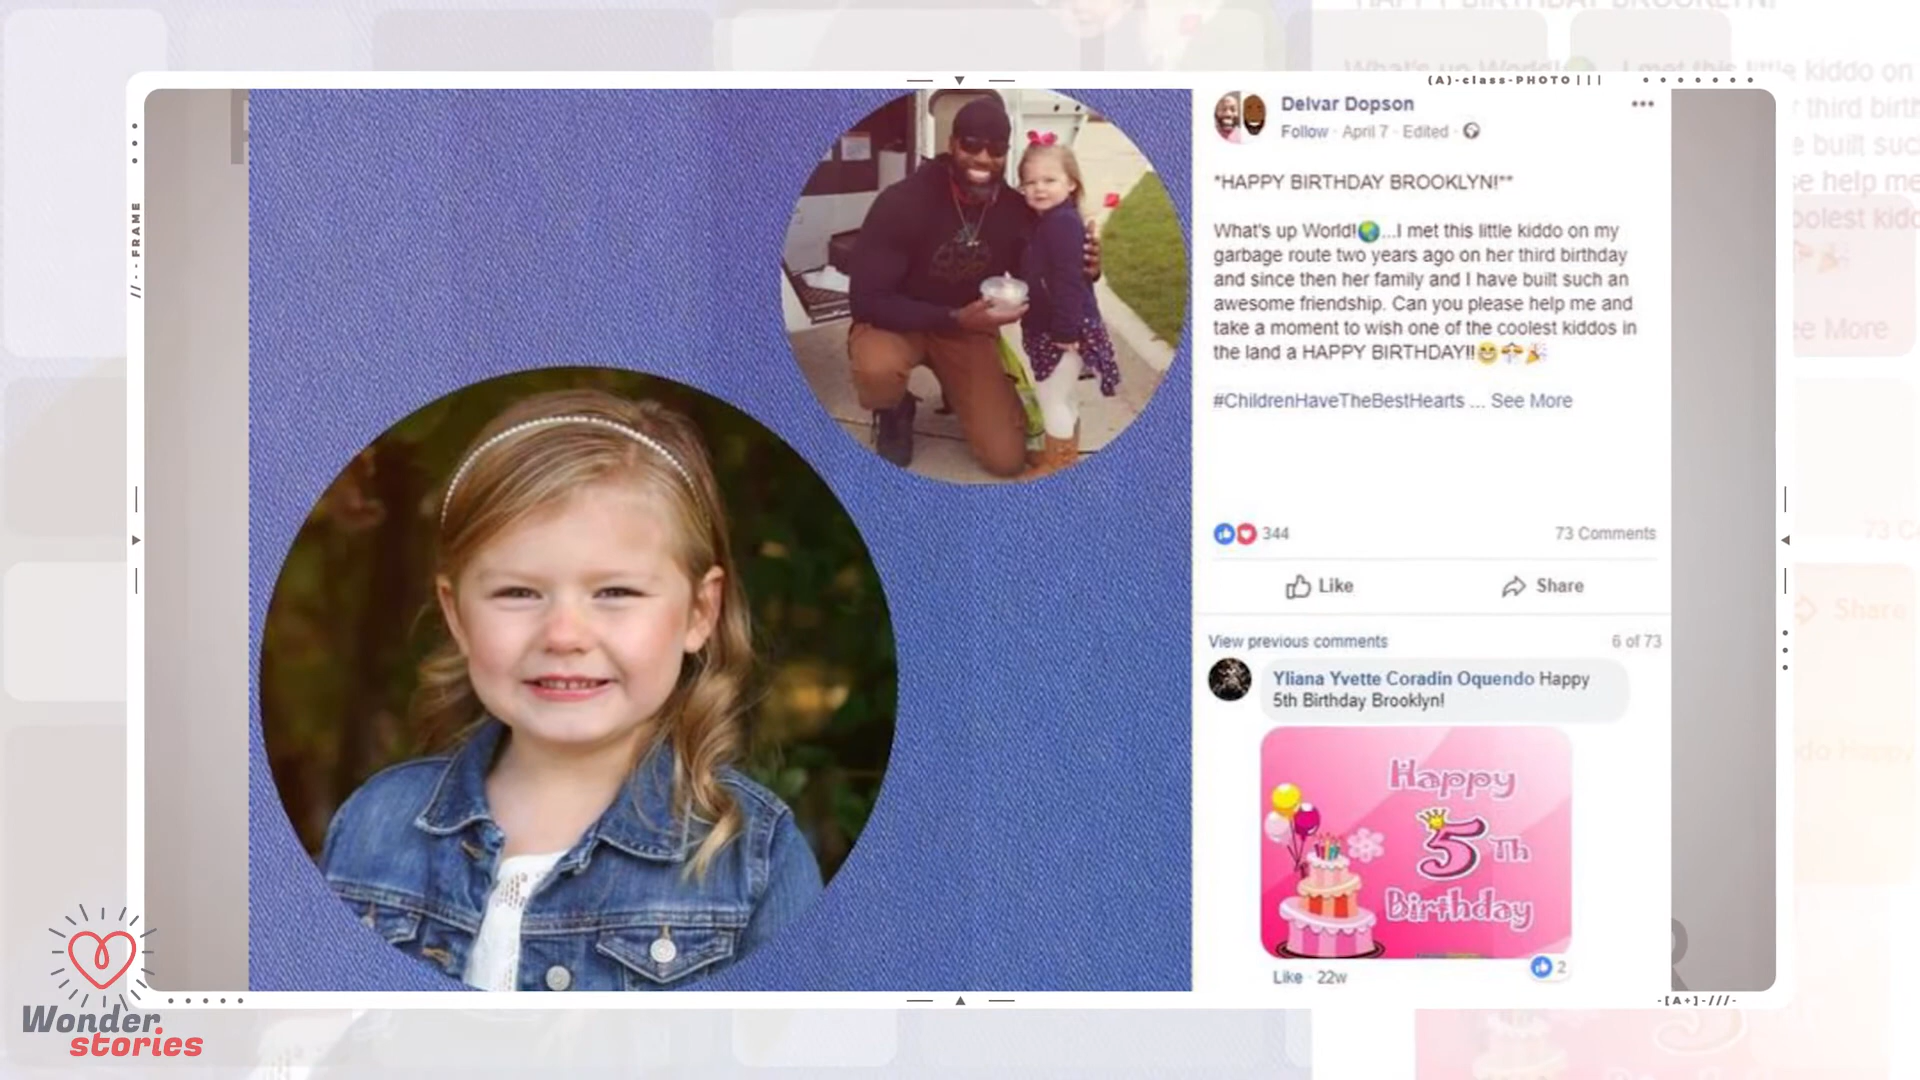 (A)-class-PHOTO|||
//--FRAME
Delvar Dopson
Follow · April 7 · Edited ·
*HAPPY BIRTHDAY BROOKLYN!**
What's up World!🌎...I met this little kiddo on my
garbage route two years ago on her third birthday
and since then her family and I have built such an
awesome friendship. Can you please help me and
take a moment to wish one of the coolest kiddos in
the land a HAPPY BIRTHDAY!!
#ChildrenHaveTheBestHearts ... See More
344
73 Comments
Like
Share
View previous comments
6 of 73
Yliana Yvette Coradin Oquendo Happy
5th Birthday Brooklyn!
Happy
5Th
Birthday
2
Like · 22w
-[A+]-///-
Wonder
stories